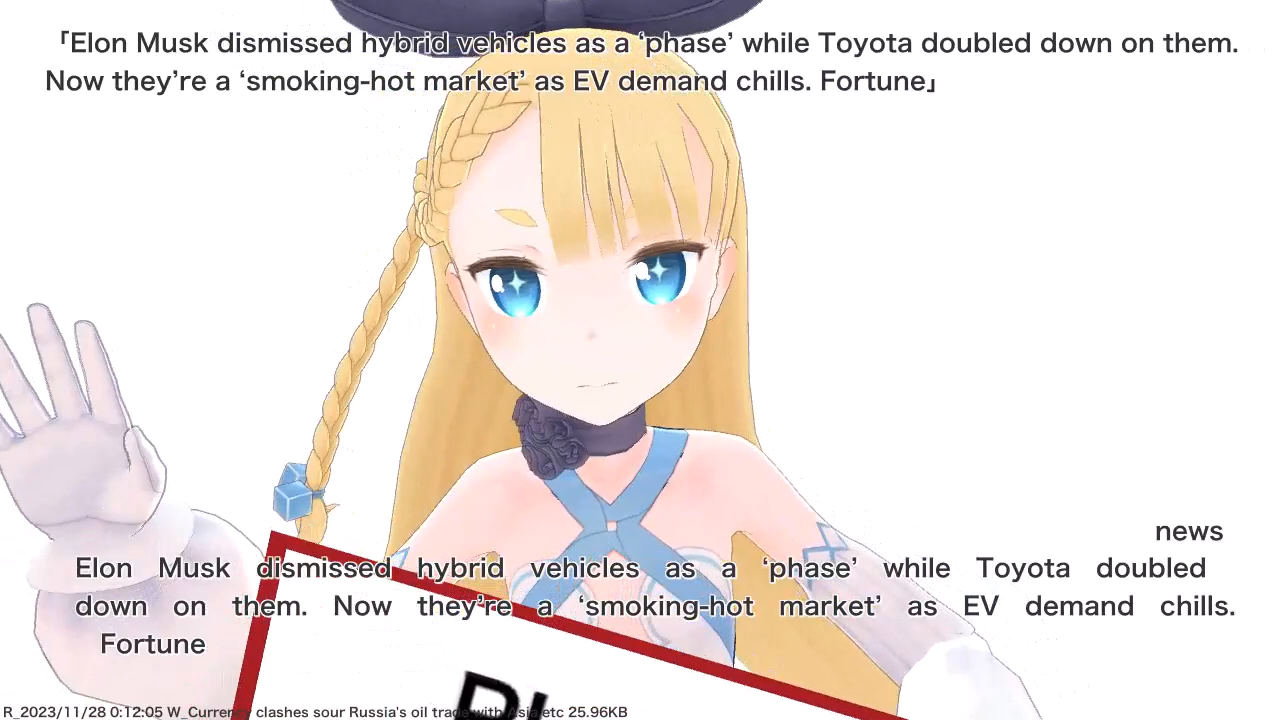 「Elon Musk dismissed hybrid vehicles as a ‘phase’ while Toyota doubled down on them.
Now they’re a ‘smoking-hot market’ as EV demand chills. Fortune」
news
Elon Musk dismissed hybrid vehicles as a ‘phase’ while Toyota doubled
down on them. Now they’re a ‘smoking-hot market’ as EV demand chills.
Fortune
R_2023/11/28 0:12:05 W_Currency clashes sour Russia's oil trade with Asia etc 25.96KB